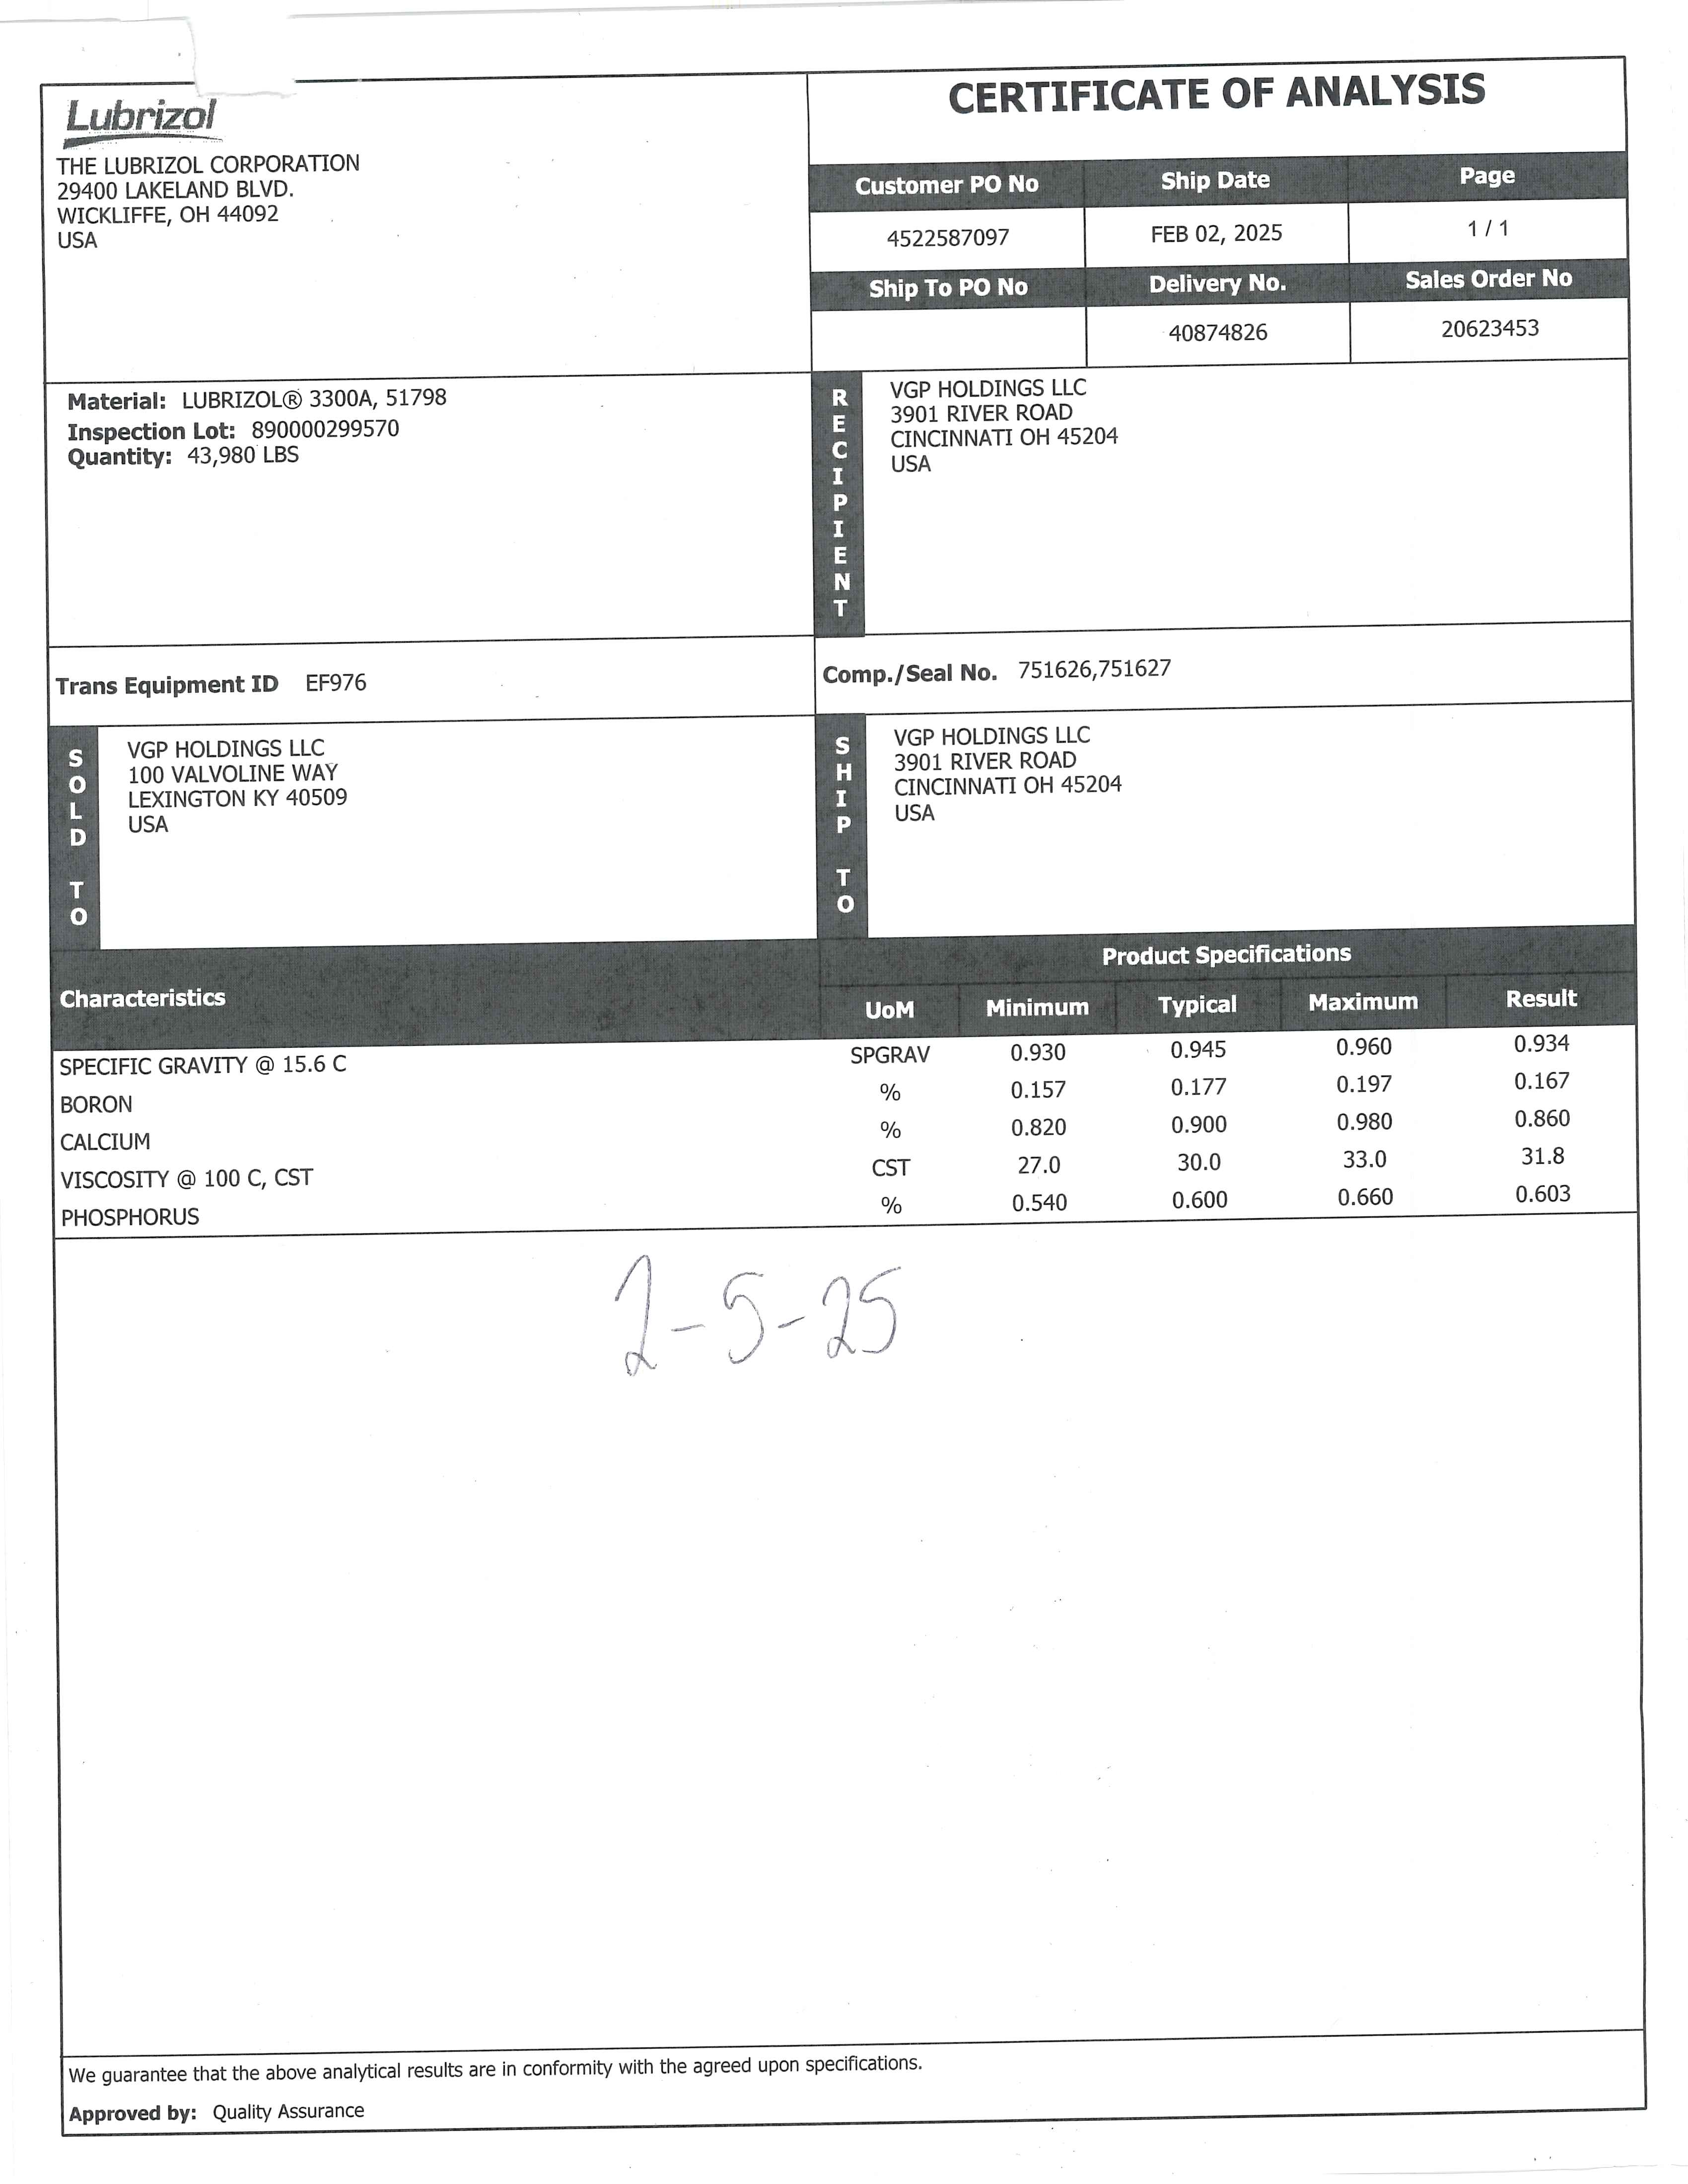 Lubrizol
THE LUBRIZOL CORPORATION
29400 LAKELAND BLVD.
WICKLIFFE, OH 44092
USA
CERTIFICATE OF ANALYSIS
Customer PO No Ship Date Page
4522587097 FEB 02, 2025 1 / 1
Ship To PO No Delivery No. Sales Order No
40874826 20623453
Material: LUBRIZOL® 3300A, 51798
Inspection Lot: 890000299570
Quantity: 43,980 LBS
RECIPIENT
VGP HOLDINGS LLC
3901 RIVER ROAD
CINCINNATI OH 45204
USA
Trans Equipment ID EF976
Comp./Seal No. 751626,751627
SOLD TO
VGP HOLDINGS LLC
100 VALVOLINE WAY
LEXINGTON KY 40509
USA
SHIP TO
VGP HOLDINGS LLC
3901 RIVER ROAD
CINCINNATI OH 45204
USA
Product Specifications
Characteristics UoM Minimum Typical Maximum Result
SPECIFIC GRAVITY @ 15.6 C SPGRAV 0.930 0.945 0.960 0.934
BORON % 0.157 0.177 0.197 0.167
CALCIUM % 0.820 0.900 0.980 0.860
VISCOSITY @ 100 C, CST CST 27.0 30.0 33.0 31.8
PHOSPHORUS % 0.540 0.600 0.660 0.603
2-5-25
We guarantee that the above analytical results are in conformity with the agreed upon specifications.
Approved by: Quality Assurance